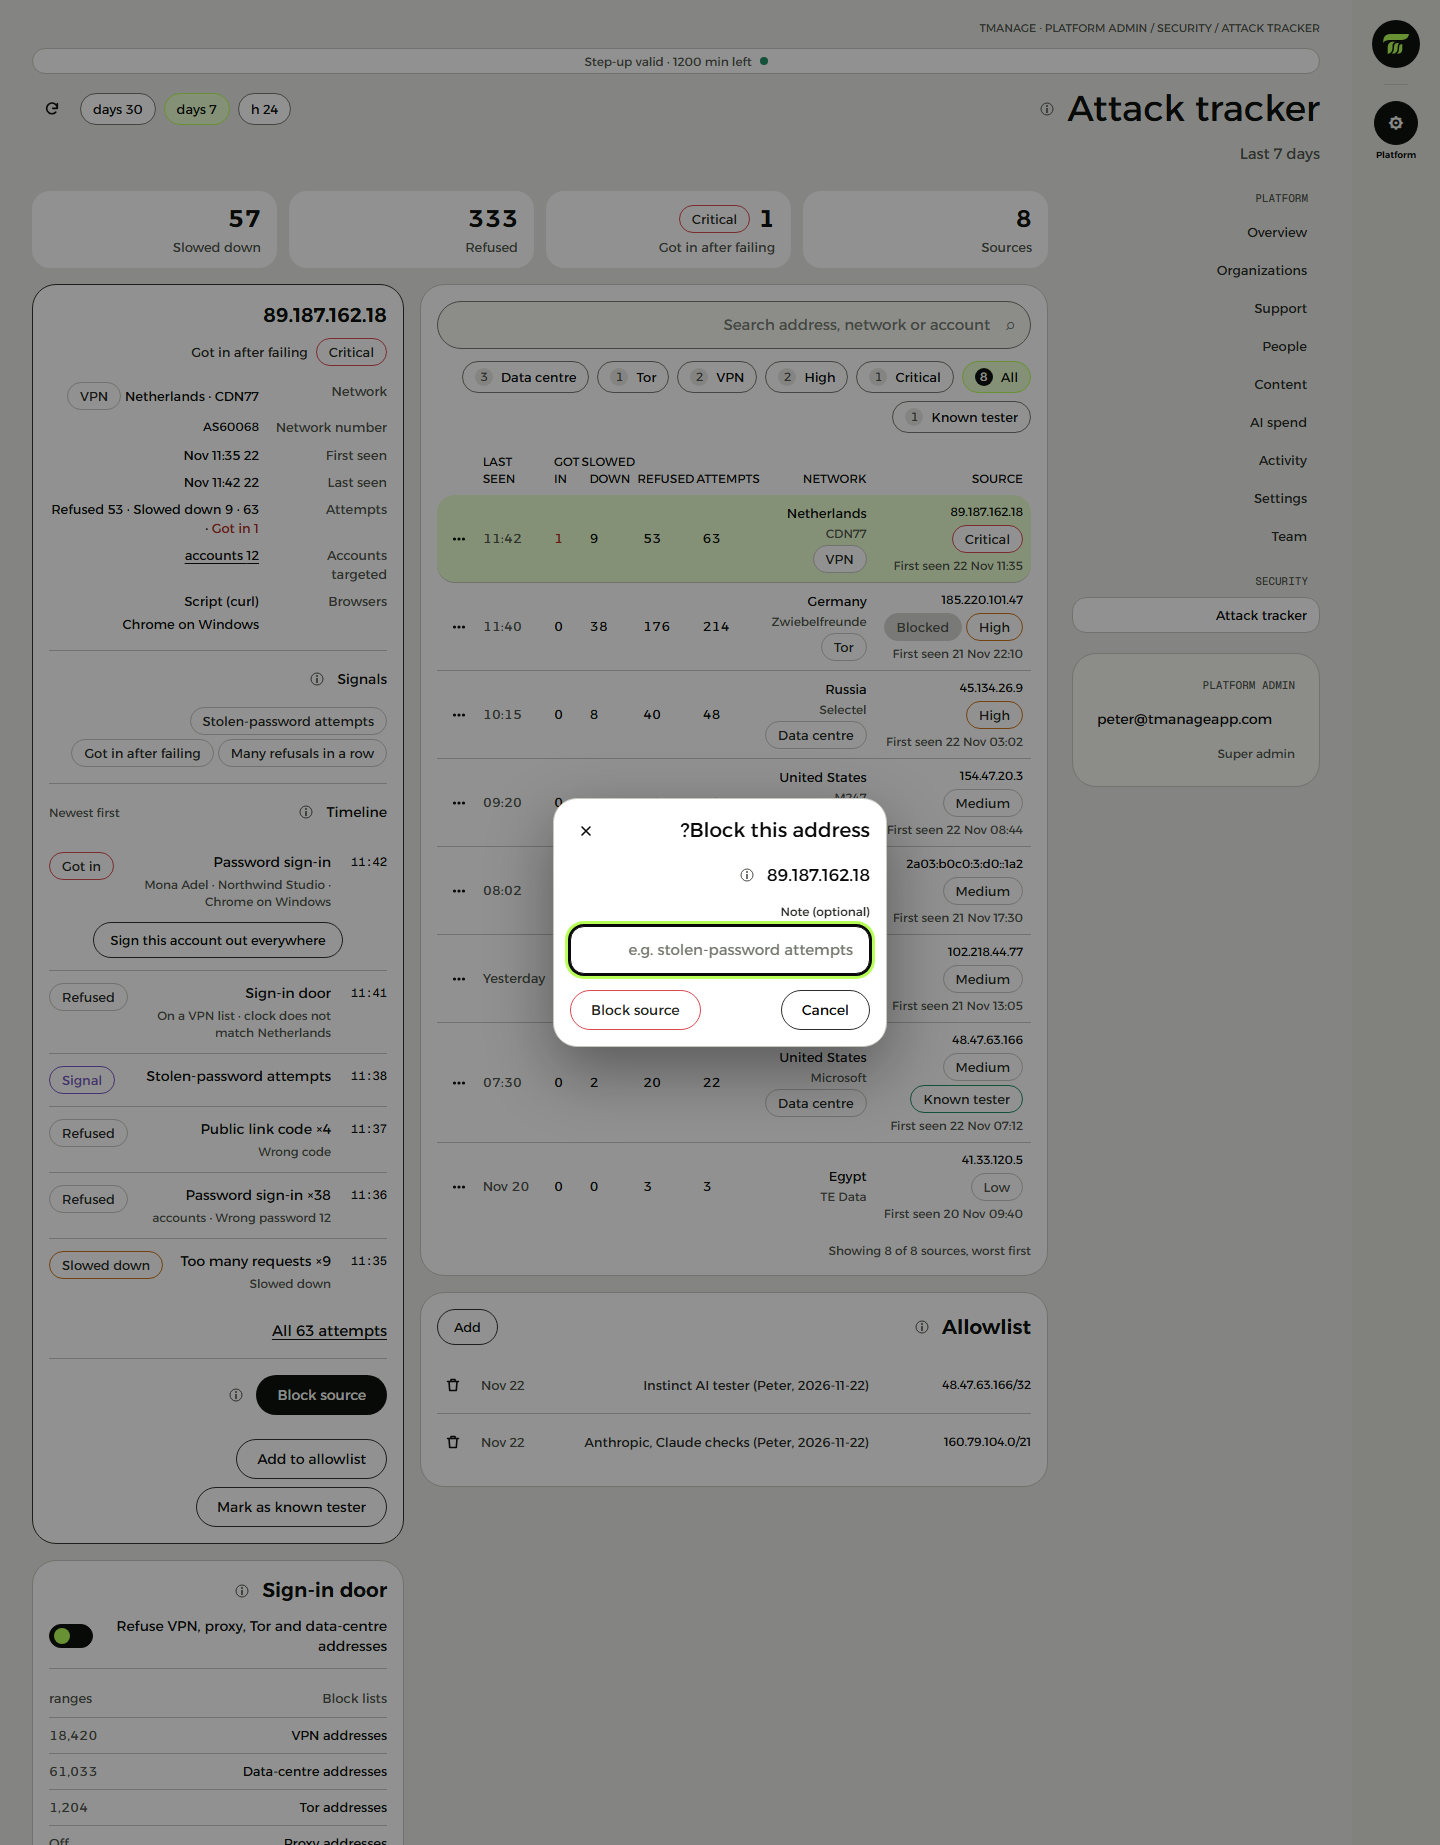 TMANAGE · PLATFORM ADMIN / SECURITY / ATTACK TRACKER
Step-up valid · 1200 min left
Attack tracker
days 30
days 7
h 24
Last 7 days
Platform
8
Sources
1
Critical
Got in after failing
333
Refused
57
Slowed down
PLATFORM
Overview
Organizations
Support
People
Content
AI spend
Activity
Settings
Team
SECURITY
Attack tracker
PLATFORM ADMIN
peter@tmanageapp.com
Super admin
Search address, network or account
All 8
Critical 1
High 2
VPN 2
Tor 1
Data centre 3
Known tester 1
SOURCE
NETWORK
ATTEMPTS
REFUSED
SLOWED DOWN
GOT IN
LAST SEEN
89.187.162.18
Critical
First seen 22 Nov 11:35
Netherlands
CDN77
VPN
63
53
9
1
11:42
185.220.101.47
High
Blocked
First seen 21 Nov 22:10
Germany
Zwiebelfreunde
Tor
214
176
38
0
11:40
45.134.26.9
High
First seen 22 Nov 03:02
Russia
Selectel
Data centre
48
40
8
0
10:15
154.47.20.3
Medium
First seen 22 Nov 08:44
United States
09:20
2a03:b0c0:3:d0::1a2
Medium
First seen 21 Nov 17:30
08:02
102.218.44.77
Medium
First seen 21 Nov 13:05
Yesterday
48.47.63.166
Medium
Known tester
First seen 22 Nov 07:12
United States
Microsoft
Data centre
22
20
2
0
07:30
41.33.120.5
Low
First seen 20 Nov 09:40
Egypt
TE Data
3
3
0
0
Nov 20
Showing 8 of 8 sources, worst first
Allowlist
Add
48.47.63.166/32
Instinct AI tester (Peter, 2026-11-22)
Nov 22
160.79.104.0/21
Anthropic, Claude checks (Peter, 2026-11-22)
Nov 22
89.187.162.18
Critical
Got in after failing
Network
Netherlands · CDN77
VPN
Network number
AS60068
First seen
Nov 11:35 22
Last seen
Nov 11:42 22
Attempts
Refused 53 · Slowed down 9 · 63
· Got in 1
Accounts targeted
accounts 12
Browsers
Script (curl)
Chrome on Windows
Signals
Stolen-password attempts
Many refusals in a row
Got in after failing
Timeline
Newest first
11:42
Password sign-in
Mona Adel · Northwind Studio ·
Chrome on Windows
Got in
Sign this account out everywhere
11:41
Sign-in door
On a VPN list · clock does not
match Netherlands
Refused
11:38
Stolen-password attempts
Signal
11:37
Public link code ×4
Wrong code
Refused
11:36
Password sign-in ×38
accounts · Wrong password 12
Refused
11:35
Too many requests ×9
Slowed down
Slowed down
All 63 attempts
Block source
Add to allowlist
Mark as known tester
Sign-in door
Refuse VPN, proxy, Tor and data-centre
addresses
Block lists
ranges
VPN addresses
18,420
Data-centre addresses
61,033
Tor addresses
1,204
Proxy addresses
Off
?Block this address
89.187.162.18
Note (optional)
e.g. stolen-password attempts
Cancel
Block source